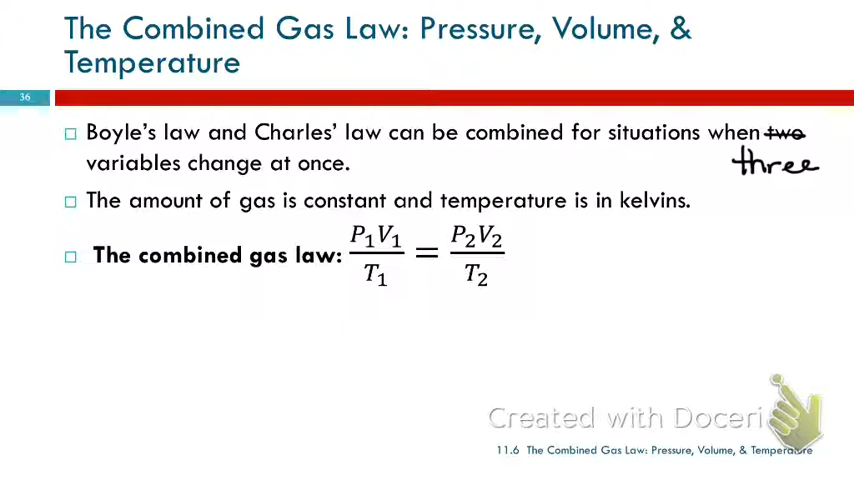 The Combined Gas Law: Pressure, Volume, &
Temperature
36
Boyle's law and Charles' law can be combined for situations when two
variables change at once. three
The amount of gas is constant and temperature is in kelvins.
The combined gas law: P₁V₁/T₁ = P₂V₂/T₂
Created with Doceri
11.6 The Combined Gas Law: Pressure, Volume, & Temperature